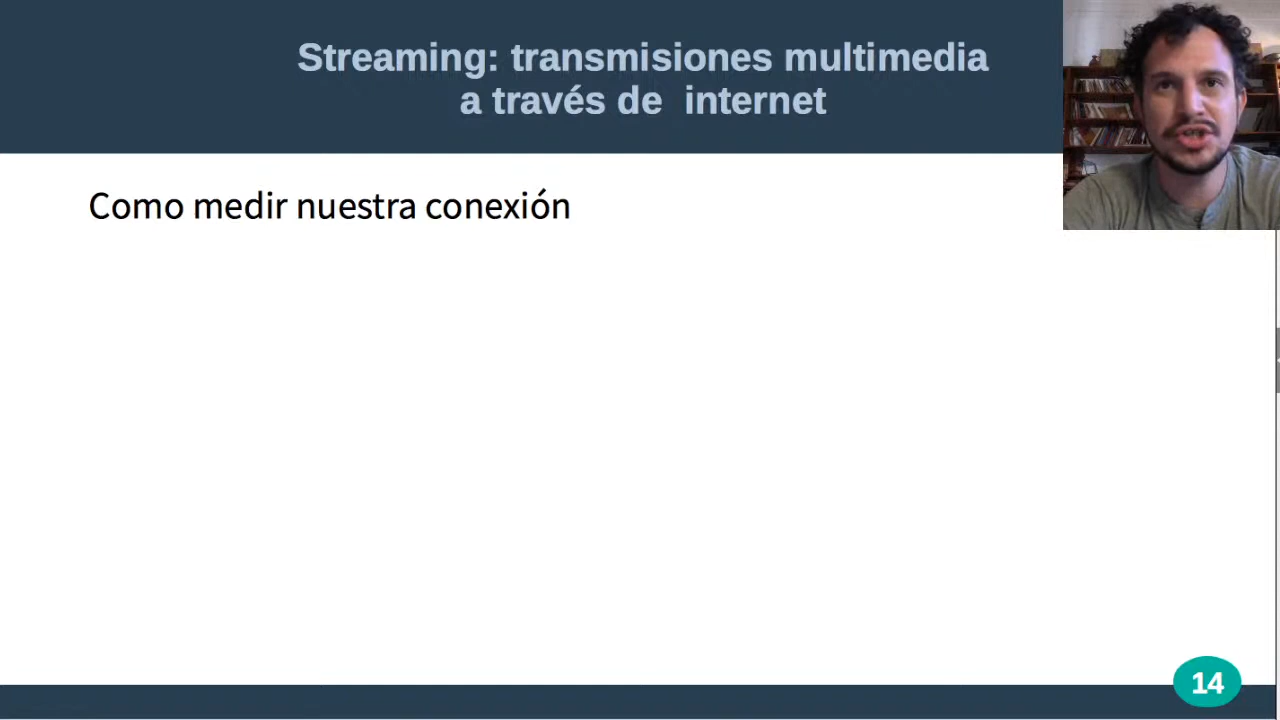 Streaming: transmisiones multimedia
a través de internet
Como medir nuestra conexión
14